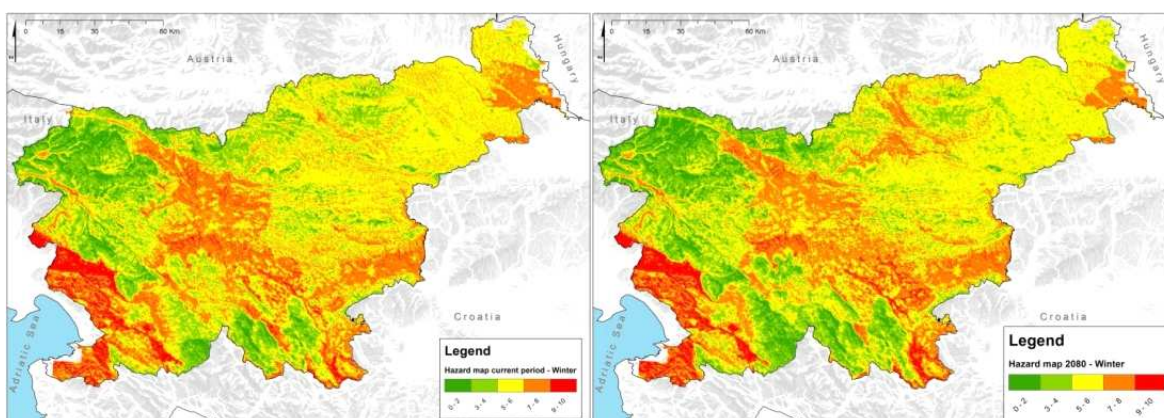 0 15 30 60 Km
Austria
Hungary
Italy
Croatia
Adriatic Sea
Legend
Hazard map current period - Winter
0 - 2
3 - 4
5 - 6
7 - 8
9 - 10
0 15 30 60 Km
Austria
Hungary
Italy
Croatia
Adriatic Sea
Legend
Hazard map 2080 - Winter
0 - 2
3 - 4
5 - 6
7 - 8
9 - 10